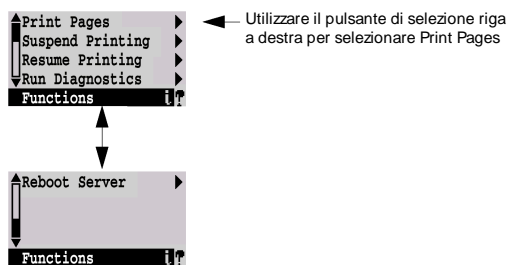 Print Pages
Suspend Printing
Resume Printing
Run Diagnostics
Functions
Utilizzare il pulsante di selezione riga
a destra per selezionare Print Pages
Reboot Server
Functions